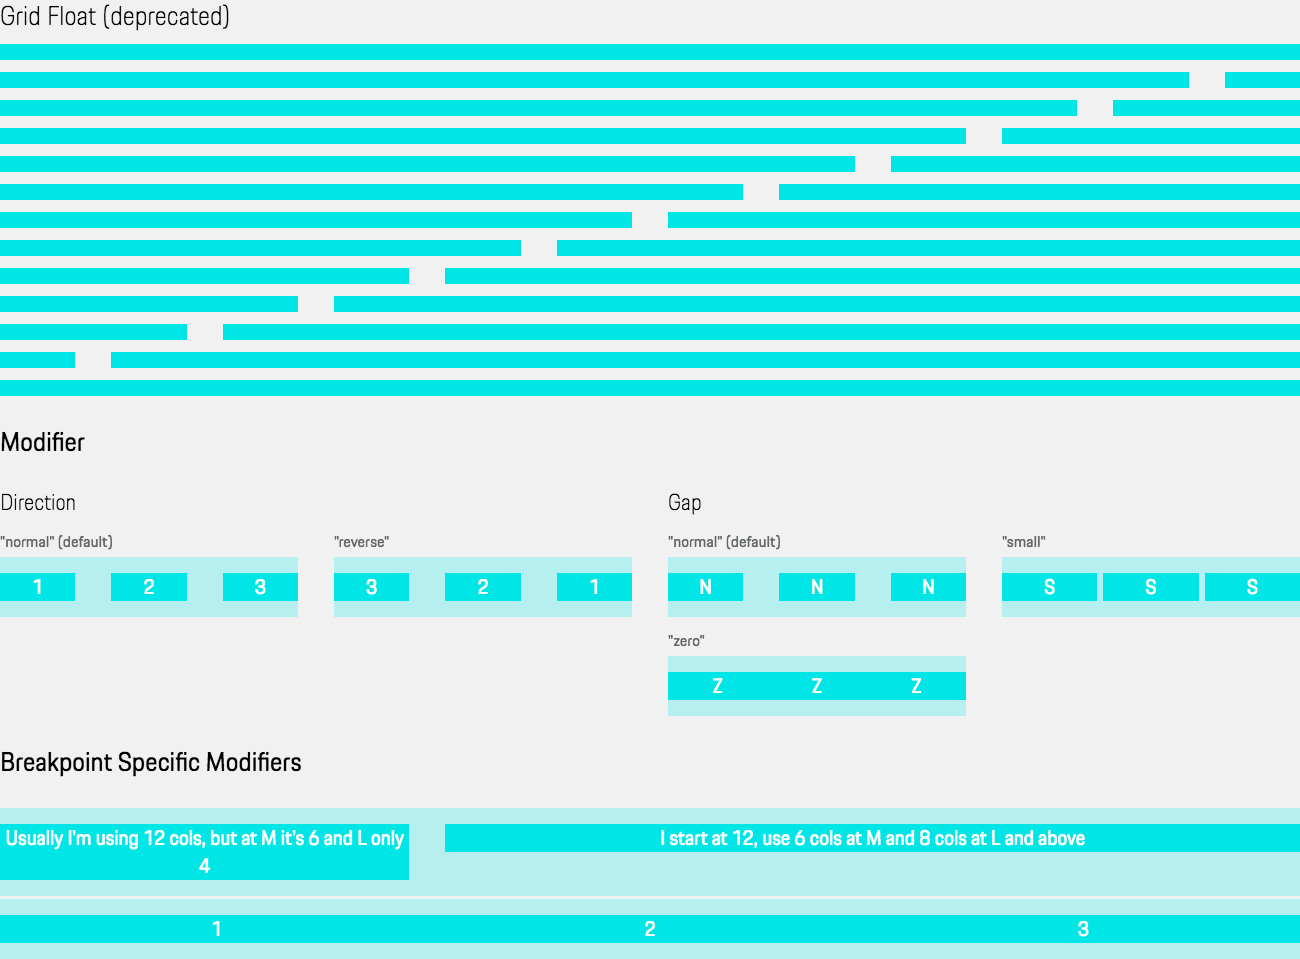 Grid Float (deprecated)
Modifier
Direction
Gap
"normal" (default)
"reverse"
"normal" (default)
"small"
1 2 3
3 2 1
N N N
S S S
"zero"
Z Z Z
Breakpoint Specific Modifiers
Usually I'm using 12 cols, but at M it's 6 and L only
4
I start at 12, use 6 cols at M and 8 cols at L and above
1 2 3